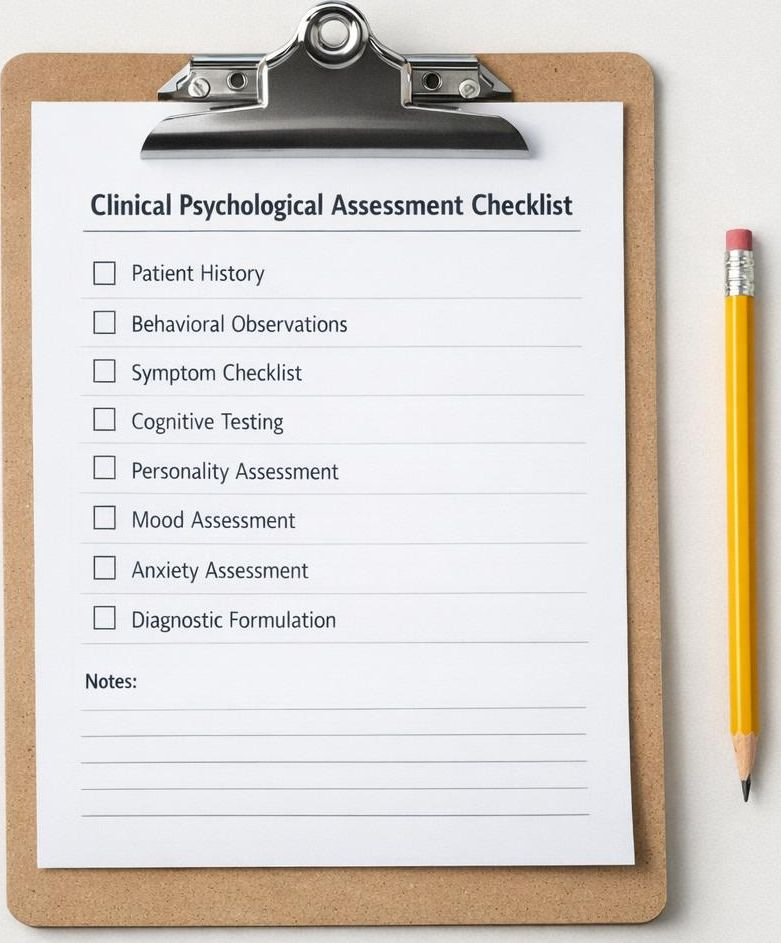 Clinical Psychological Assessment Checklist
Patient History
Behavioral Observations
Symptom Checklist
Cognitive Testing
Personality Assessment
Mood Assessment
Anxiety Assessment
Diagnostic Formulation
Notes: